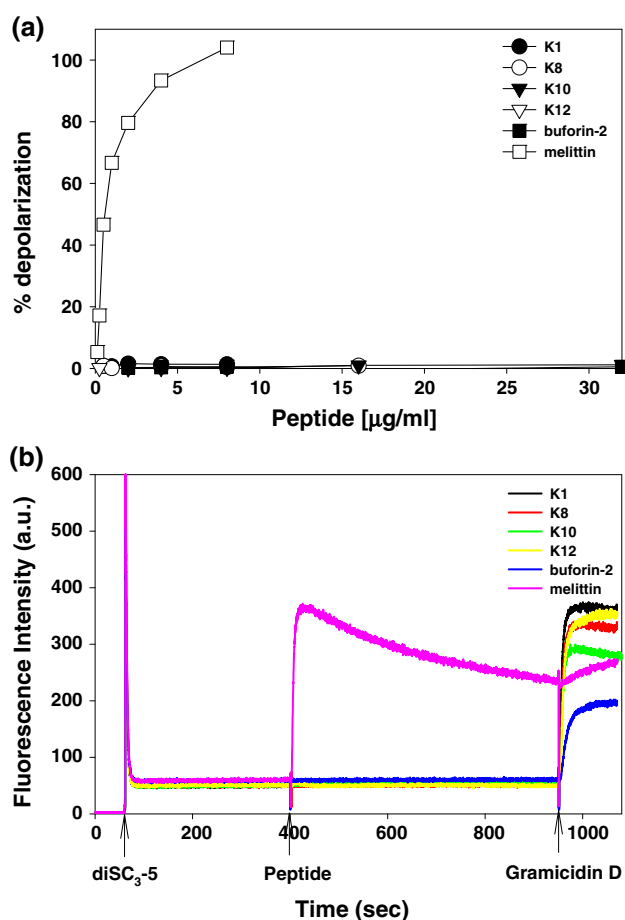 (a)
% depolarization
100
80
60
40
20
0
0 5 10 15 20 25 30
Peptide [μg/ml]
K1
K8
K10
K12
buforin-2
melittin
(b)
Fluorescence Intensity (a.u.)
600
500
400
300
200
100
0
0 200 400 600 800 1000
K1
K8
K10
K12
buforin-2
melittin
diSC3-5 Peptide Gramicidin D
Time (sec)